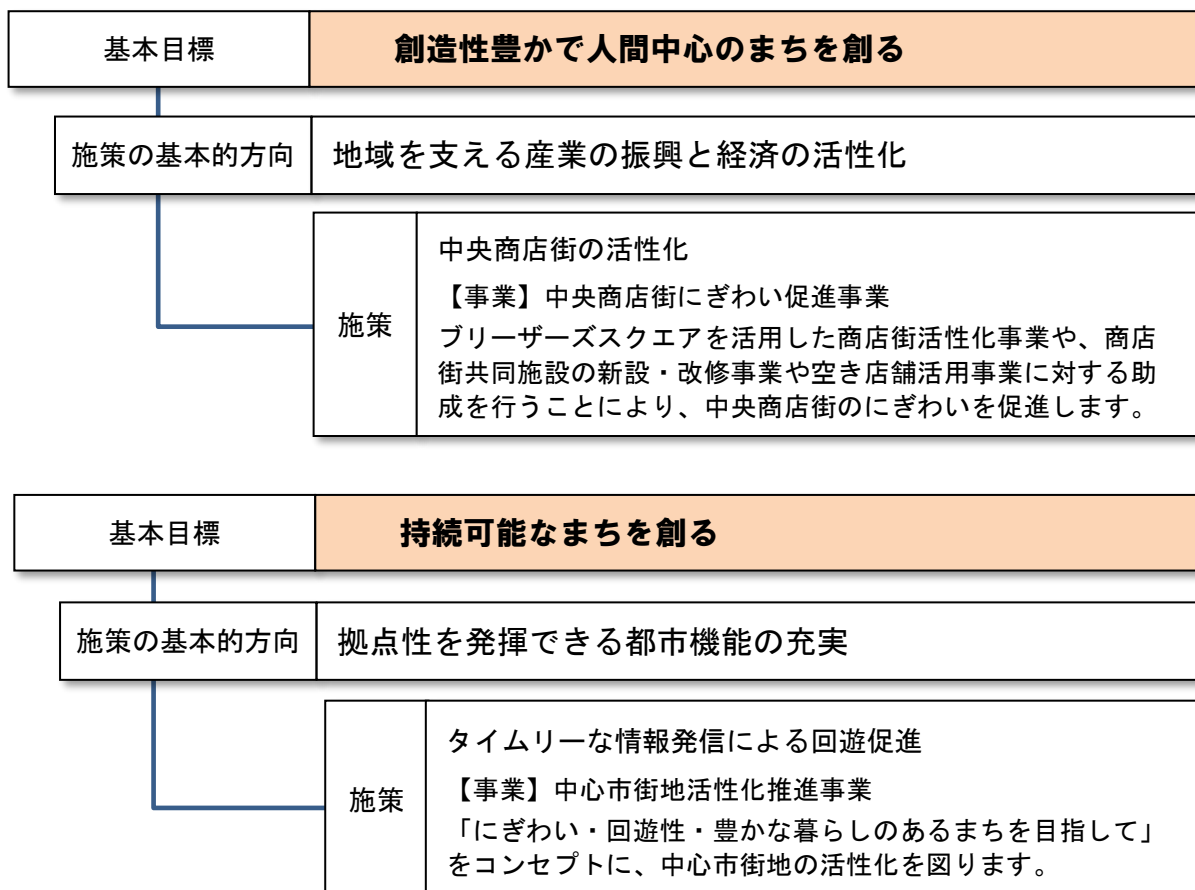 基本目標
創造性豊かで人間中心のまちを創る
施策の基本的方向
地域を支える産業の振興と経済の活性化
施策
中央商店街の活性化
【事業】中央商店街にぎわい促進事業
ブリーザーズスクエアを活用した商店街活性化事業や、商店
街共同施設の新設・改修事業や空き店舗活用事業に対する助
成を行うことにより、中央商店街のにぎわいを促進します。
基本目標
持続可能なまちを創る
施策の基本的方向
拠点性を発揮できる都市機能の充実
施策
タイムリーな情報発信による回遊促進
【事業】中心市街地活性化推進事業
「にぎわい・回遊性・豊かな暮らしのあるまちを目指して」
をコンセプトに、中心市街地の活性化を図ります。